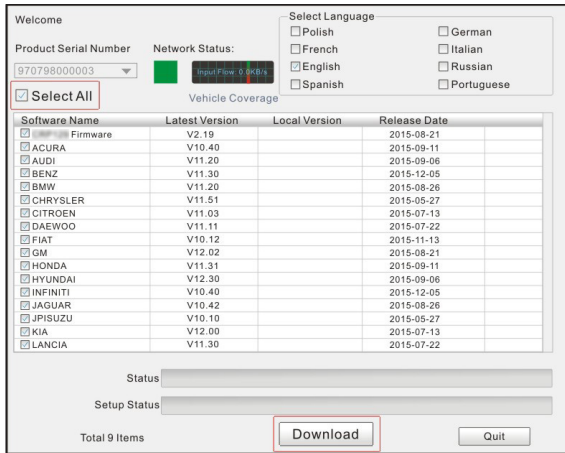 Welcome
Select Language
Polish German
French Italian
English Russian
Spanish Portuguese
Product Serial Number Network Status:
970798000003 Input Flow: 0.0KB/s
Select All Vehicle Coverage
Software Name Latest Version Local Version Release Date
Firmware V2.19 2015-08-21
ACURA V10.40 2015-09-11
AUDI V11.20 2015-09-06
BENZ V11.30 2015-12-05
BMW V11.20 2015-08-26
CHRYSLER V11.51 2015-05-27
CITROEN V11.03 2015-07-13
DAEWOO V11.11 2015-07-22
FIAT V10.12 2015-11-13
GM V12.02 2015-08-21
HONDA V11.31 2015-09-11
HYUNDAI V12.30 2015-09-06
INFINITI V10.40 2015-12-05
JAGUAR V10.42 2015-08-26
JPISUZU V10.10 2015-05-27
KIA V12.00 2015-07-13
LANCIA V11.30 2015-07-22
Status
Setup Status
Total 9 Items Download Quit